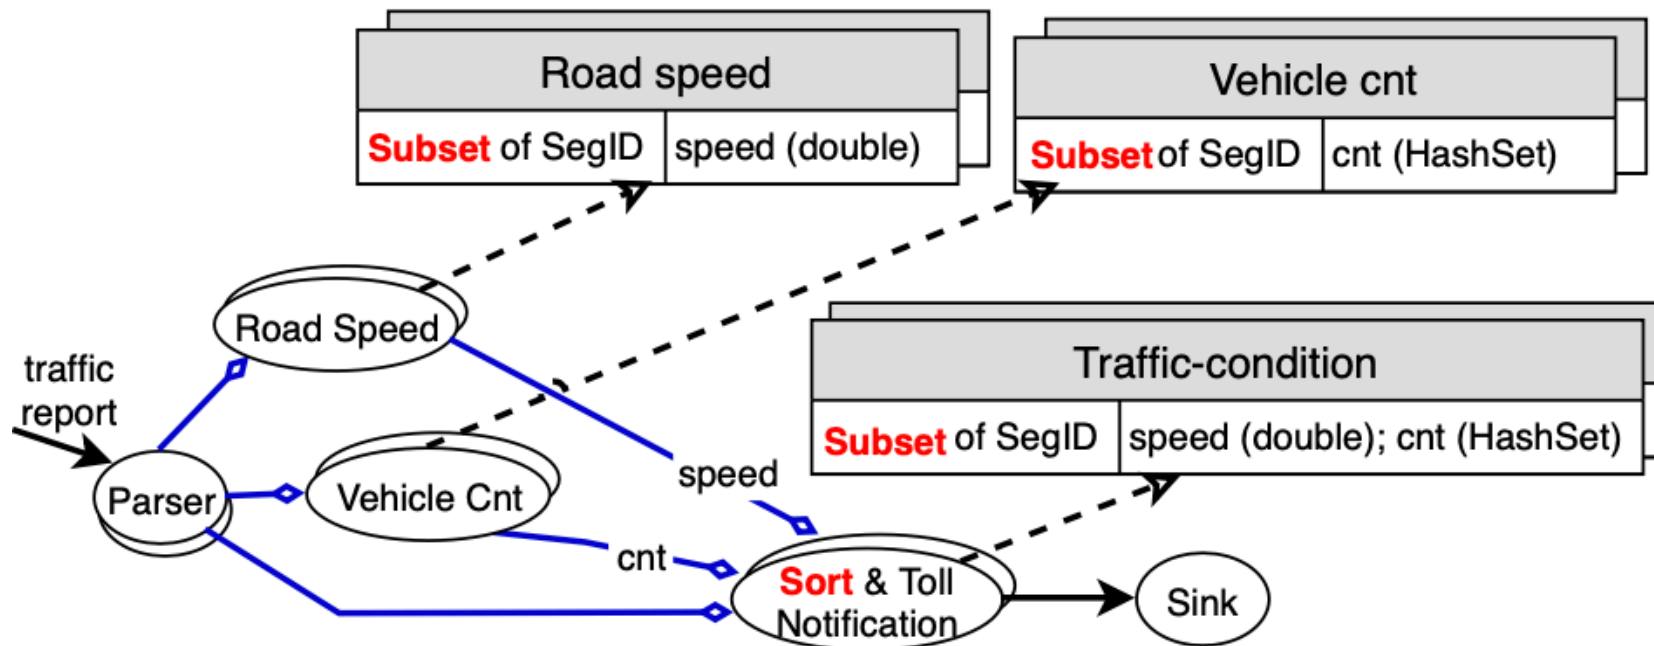 Road speed
Subset of SegID
speed (double)
Vehicle cnt
Subset of SegID
cnt (HashSet)
Road Speed
traffic
report
Traffic-condition
Subset of SegID
speed (double); cnt (HashSet)
speed
Parser
Vehicle Cnt
cnt
Sort & Toll
Notification
Sink